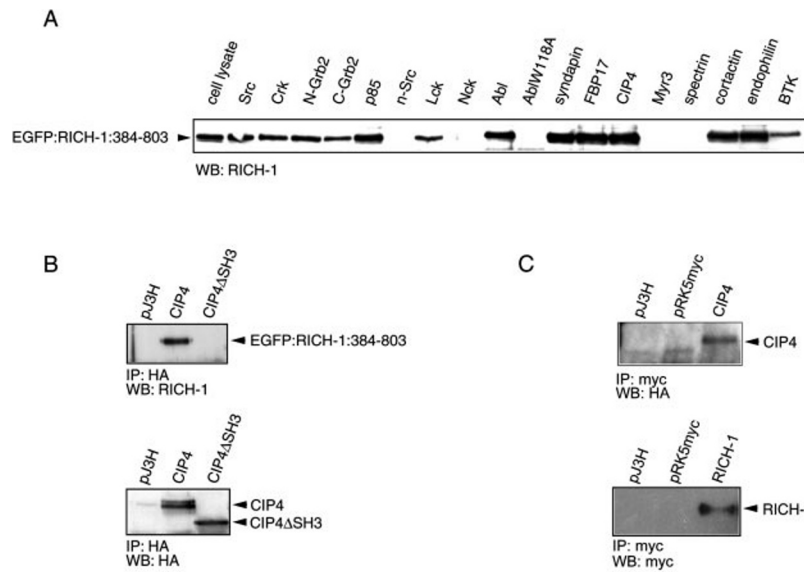 A
cell lysate
Src
Crk
N-Grb2
C-Grb2
p85
n-Src
Lck
Nck
Abl
AblW118A
syndapin
FBP17
CIP4
Myr3
spectrin
cortactin
endophilin
BTK
EGFP:RICH-1:384-803
WB: RICH-1
B
pJ3H
CIP4
CIP4ΔSH3
EGFP:RICH-1:384-803
IP: HA
WB: RICH-1
pJ3H
CIP4
CIP4ΔSH3
CIP4
CIP4ΔSH3
IP: HA
WB: HA
C
pJ3H
pRK5myc
CIP4
CIP4
IP: myc
WB: HA
pJ3H
pRK5myc
RICH-1
RICH-
IP: myc
WB: myc